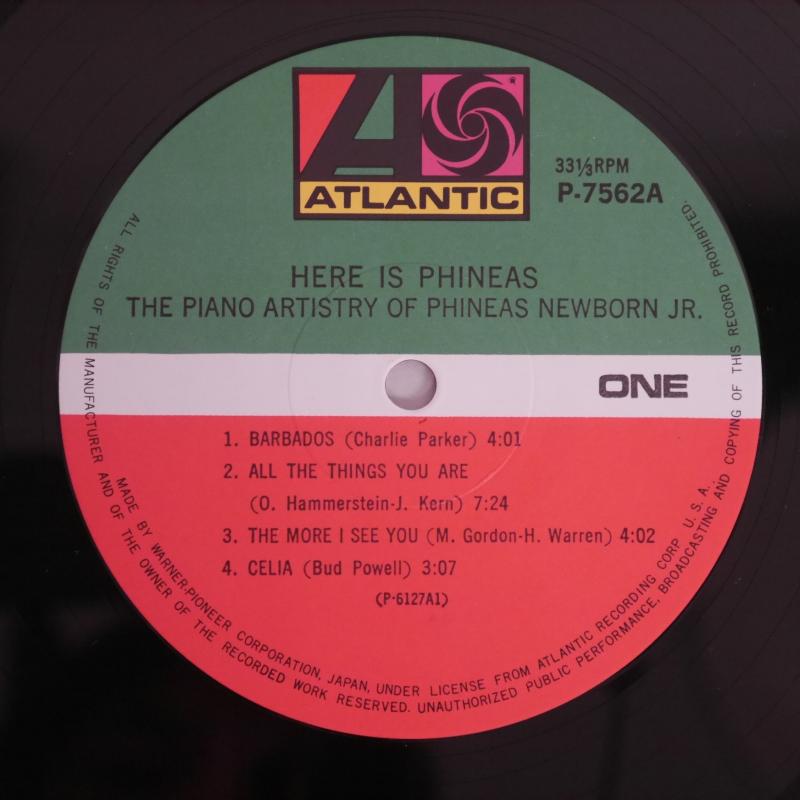 ATLANTIC
33⅓RPM
P-7562A
HERE IS PHINEAS
THE PIANO ARTISTRY OF PHINEAS NEWBORN JR.
ONE
1. BARBADOS (Charlie Parker) 4:01
2. ALL THE THINGS YOU ARE
(O. Hammerstein-J. Kern) 7:24
3. THE MORE I SEE YOU (M. Gordon-H. Warren) 4:02
4. CELIA (Bud Powell) 3:07
(P-6127A1)
MADE BY WARNER-PIONEER CORPORATION, JAPAN, UNDER LICENSE FROM ATLANTIC RECORDING CORP. U.S.A.
ALL RIGHTS OF THE MANUFACTURER AND OF THE OWNER OF THE RECORDED WORK RESERVED. UNAUTHORIZED PUBLIC PERFORMANCE, BROADCASTING AND COPYING OF THIS RECORD PROHIBITED.